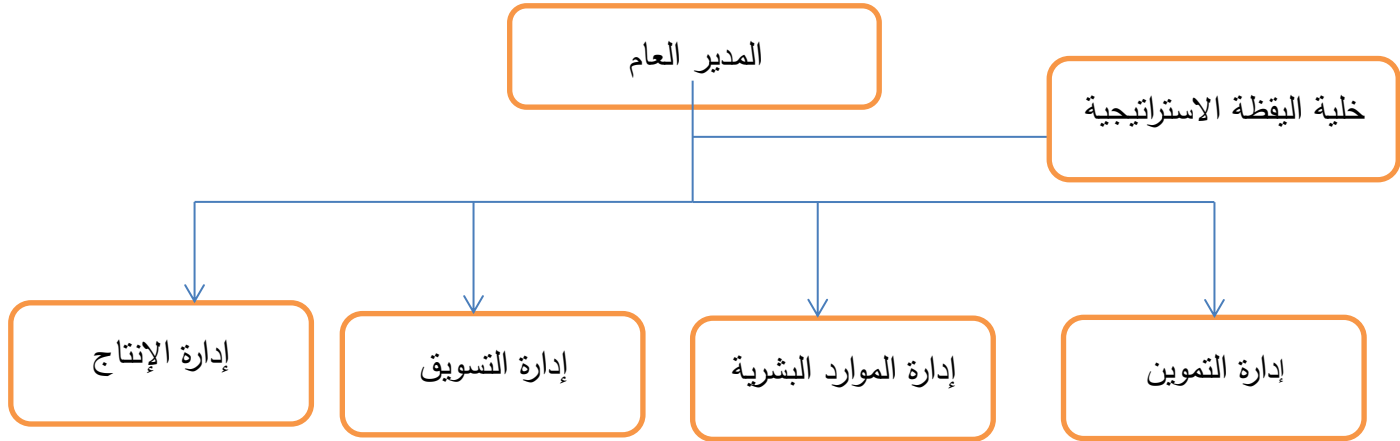 المدير العام
خلية اليقظة الاستراتيجية
إدارة التموين
إدارة الموارد البشرية
إدارة التسويق
إدارة الإنتاج